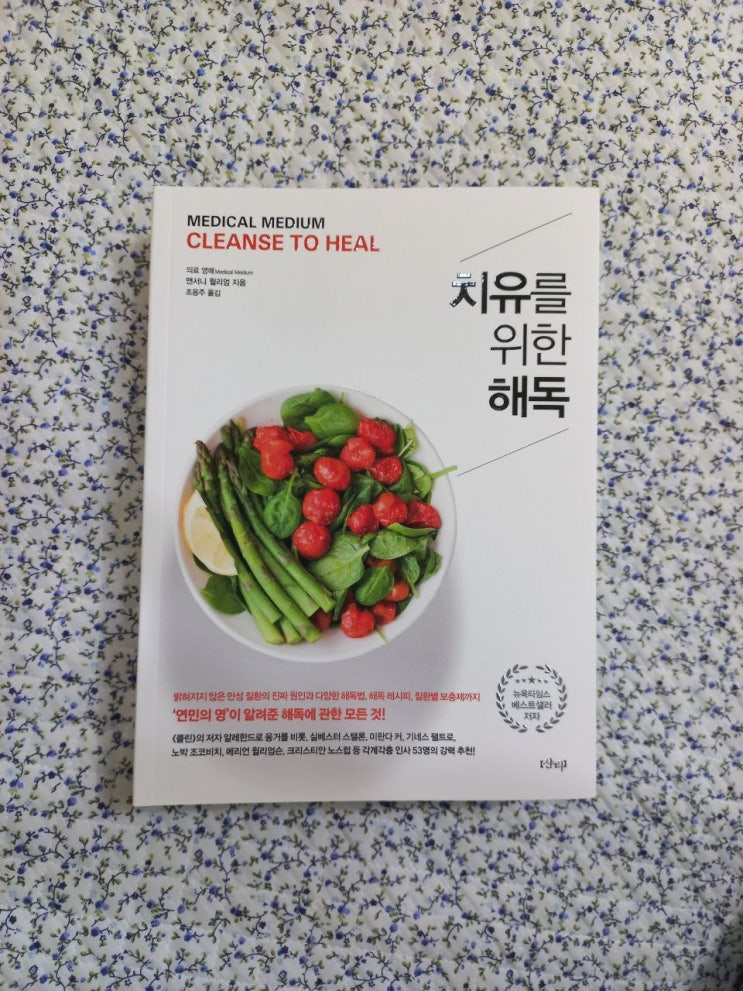 MEDICAL MEDIUM
CLEANSE TO HEAL
의료 영매Medical Medium
앤서니 윌리엄 지음
조응주 옮김
치유를
위한
해독
밝혀지지 않은 만성 질환의 진짜 원인과 다양한 해독법, 해독 레시피, 질환별 보충제까지
‘연민의 영’이 알려준 해독에 관한 모든 것!
《클린》의 저자 알레한드로 융거를 비롯, 실베스터 스탤론, 미란다 커, 기네스 팰트로,
노박 조코비치, 메리언 윌리엄슨, 크리스티안 노스럽 등 각계각층 인사 53명의 강력 추천!
뉴욕타임스
베스트셀러
저자
산티